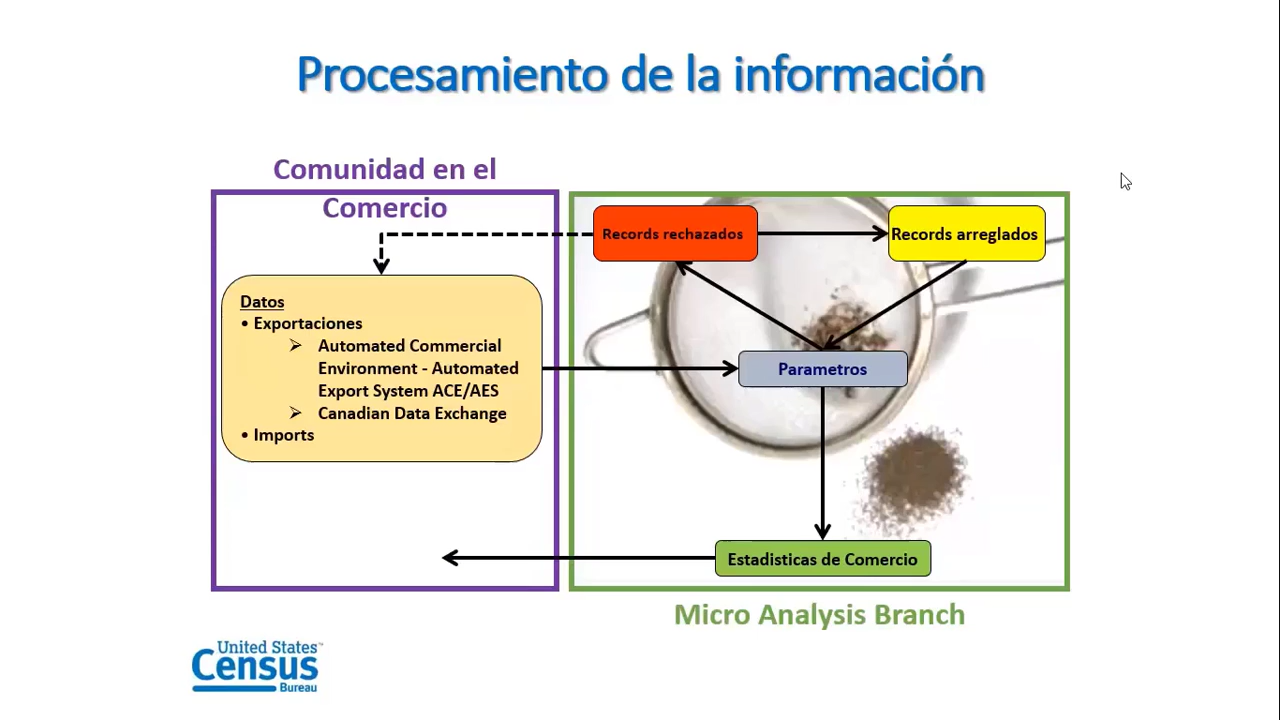 Procesamiento de la información
Comunidad en el
Comercio
Records rechazados
Records arreglados
Datos
• Exportaciones
➢ Automated Commercial
Environment - Automated
Export System ACE/AES
➢ Canadian Data Exchange
• Imports
Parametros
Estadisticas de Comercio
Micro Analysis Branch
United States™
Census
Bureau